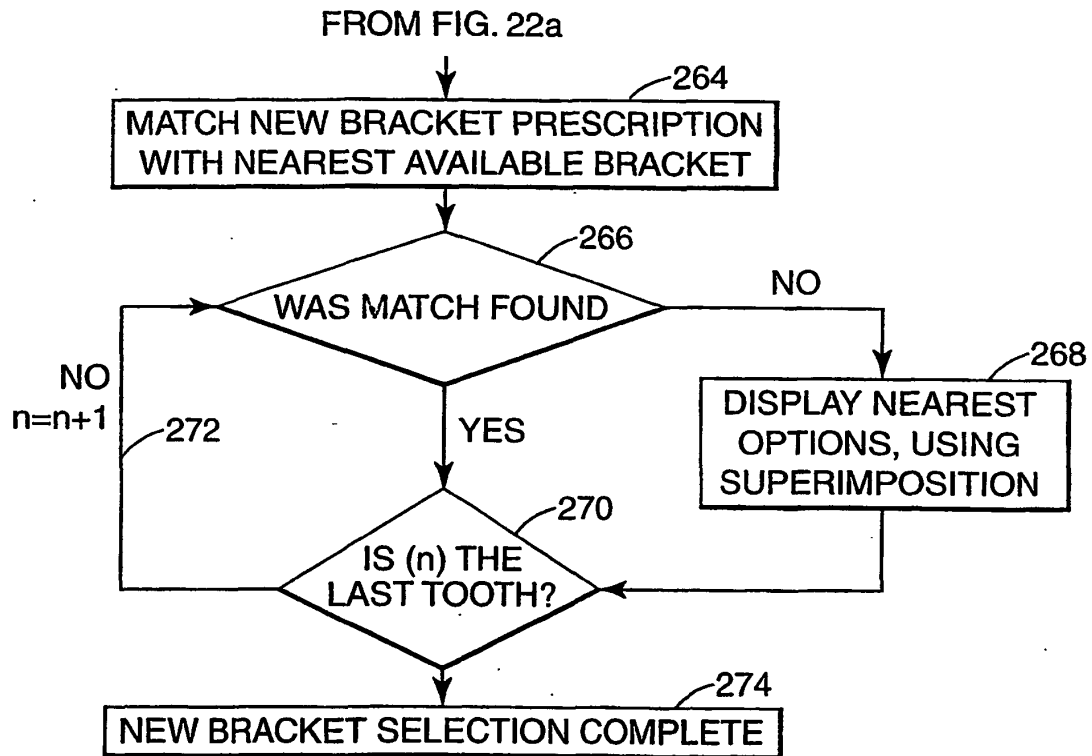 FROM FIG. 22a
264
MATCH NEW BRACKET PRESCRIPTION
WITH NEAREST AVAILABLE BRACKET
266
WAS MATCH FOUND
NO
268
DISPLAY NEAREST
OPTIONS, USING
SUPERIMPOSITION
NO
n=n+1
272
YES
270
IS (n) THE
LAST TOOTH?
274
NEW BRACKET SELECTION COMPLETE